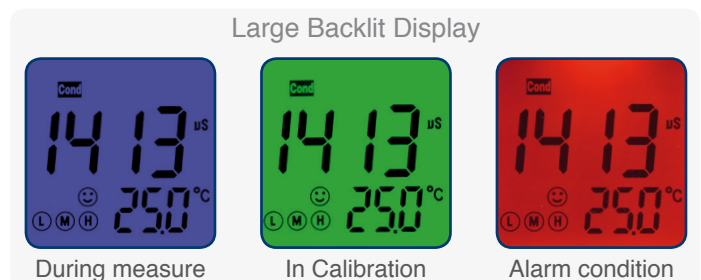 Large Backlit Display
Cond
1413 µS
25.0 °C
L M H
During measure
Cond
1413 µS
25.0 °C
L M H
In Calibration
Cond
1413 µS
25.0 °C
L M H
Alarm condition